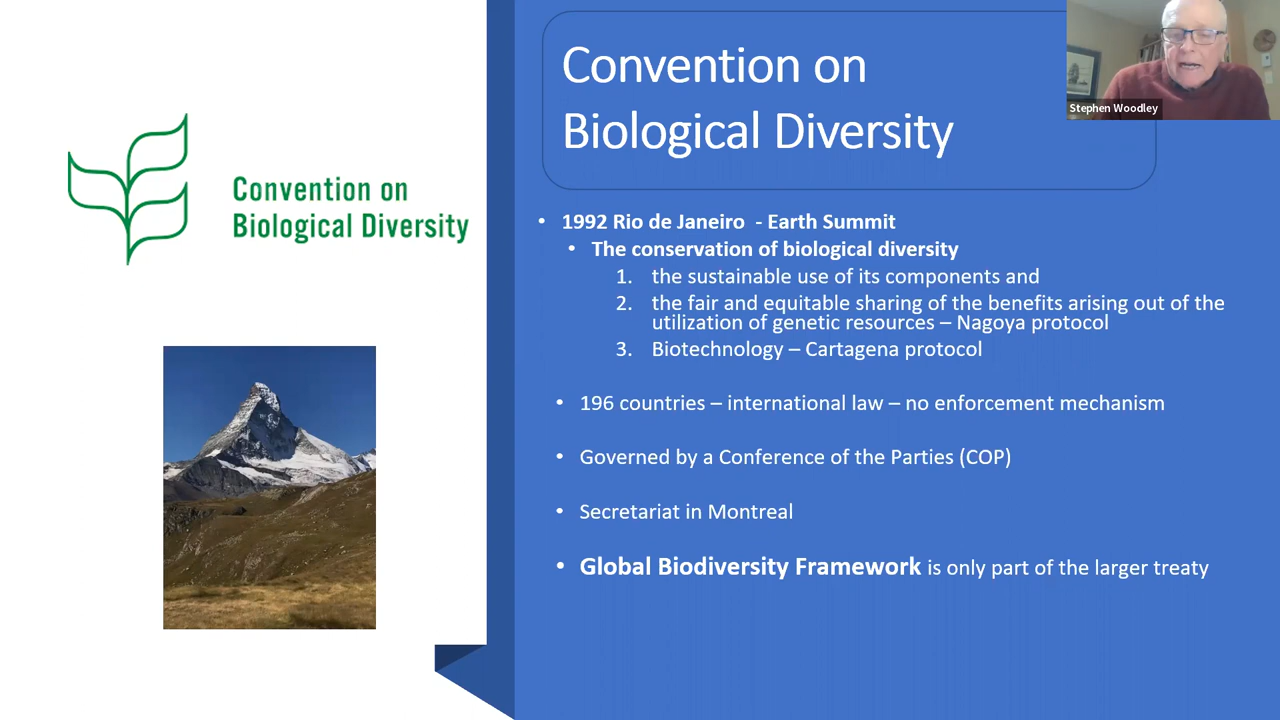 Convention on
Biological Diversity
Stephen Woodley
Convention on
Biological Diversity
• 1992 Rio de Janeiro - Earth Summit
• The conservation of biological diversity
1. the sustainable use of its components and
2. the fair and equitable sharing of the benefits arising out of the
utilization of genetic resources – Nagoya protocol
3. Biotechnology – Cartagena protocol
• 196 countries – international law – no enforcement mechanism
• Governed by a Conference of the Parties (COP)
• Secretariat in Montreal
• Global Biodiversity Framework is only part of the larger treaty